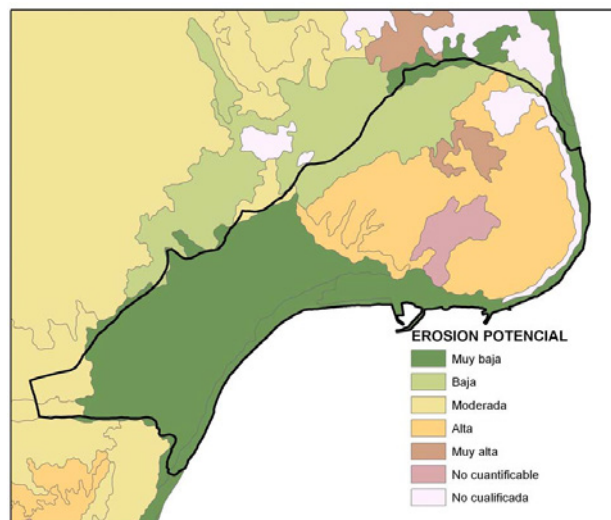 EROSION POTENCIAL
Muy baja
Baja
Moderada
Alta
Muy alta
No cuantificable
No cualificada